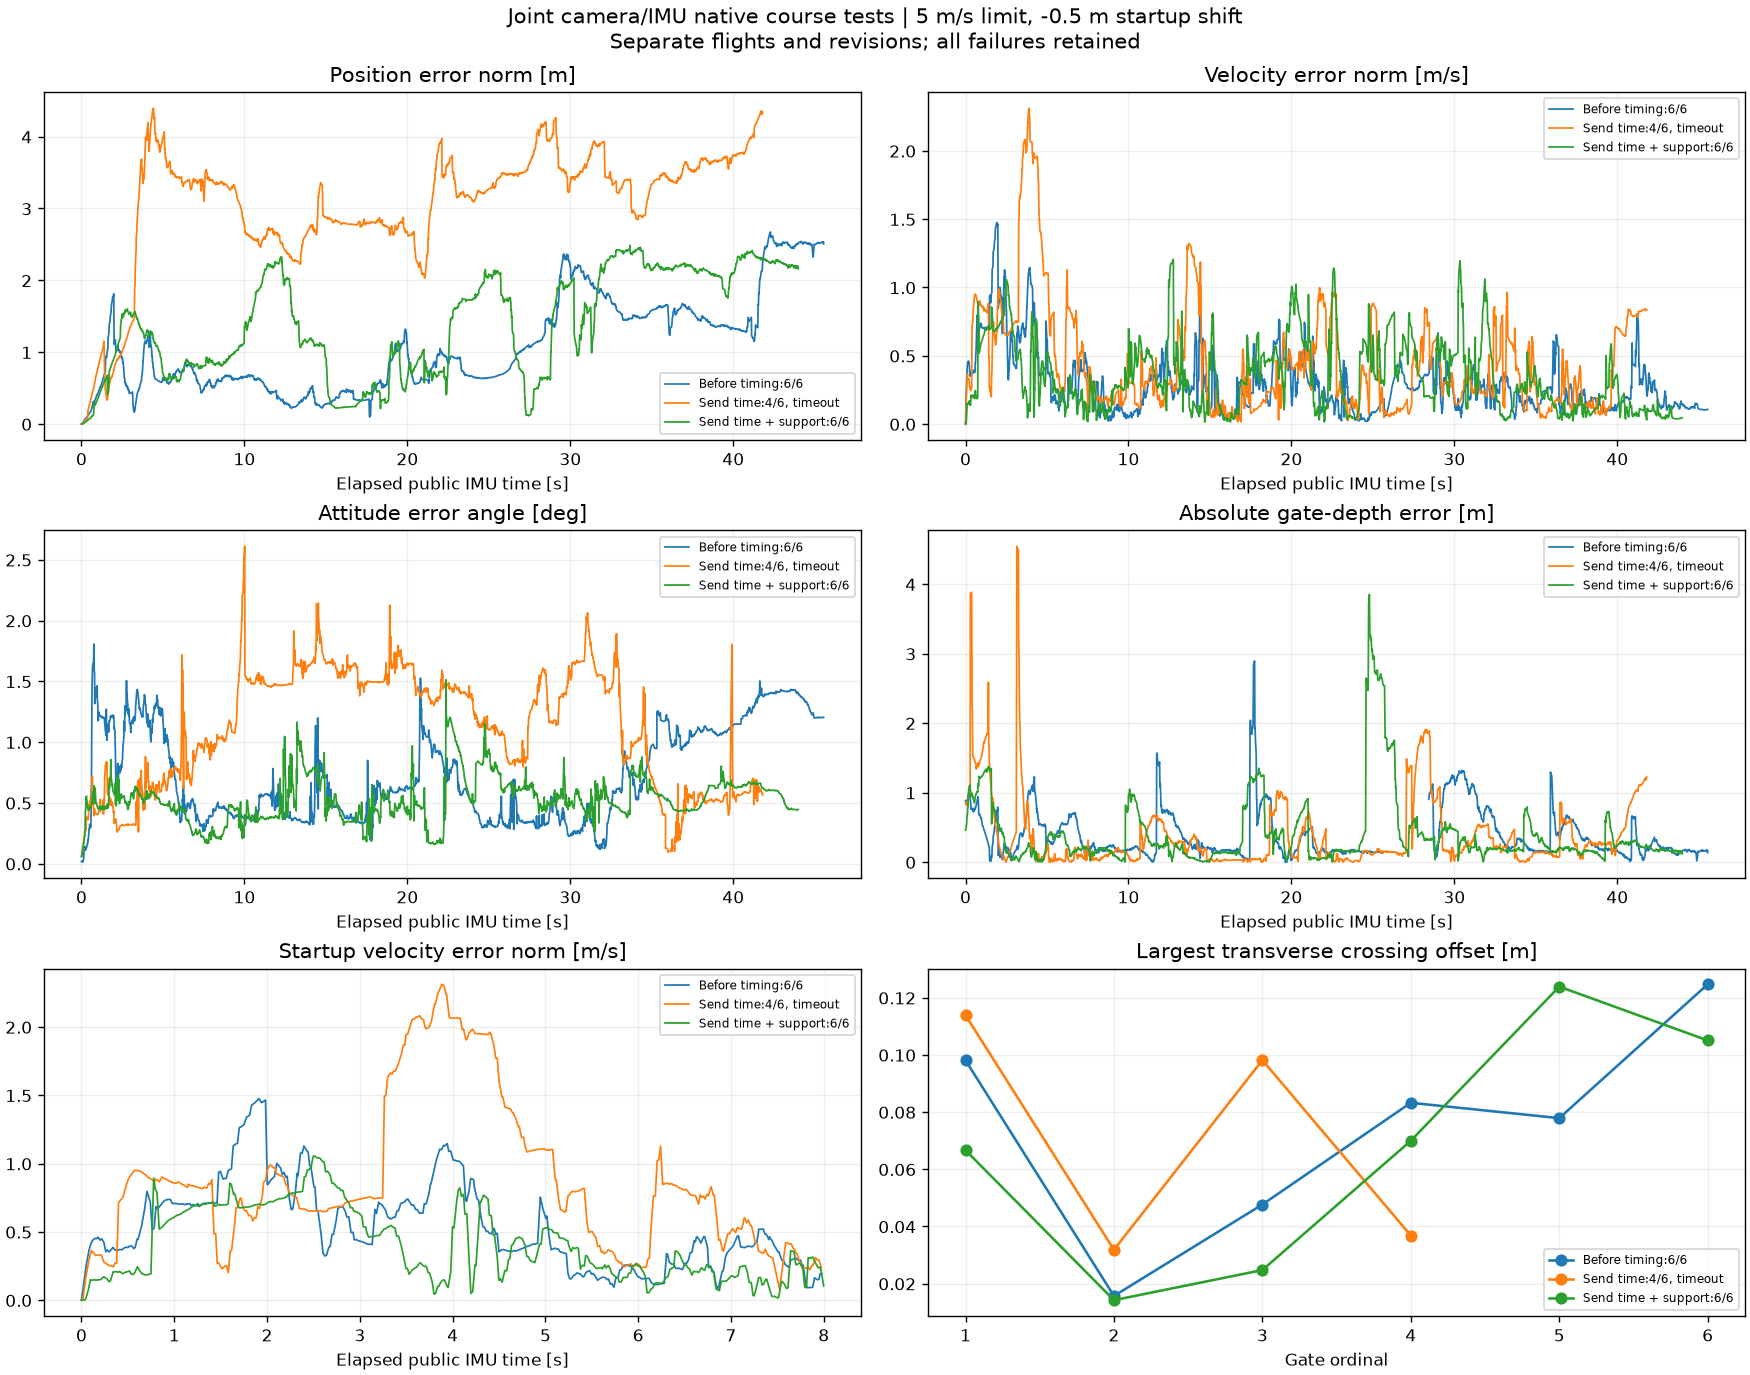 Joint camera/IMU native course tests | 5 m/s limit, -0.5 m startup shift
Separate flights and revisions; all failures retained
Position error norm [m]
4
3
2
1
0
Before timing:6/6
Send time:4/6, timeout
Send time + support:6/6
0 10 20 30 40
Elapsed public IMU time [s]
Velocity error norm [m/s]
2.0
1.5
1.0
0.5
0.0
Before timing:6/6
Send time:4/6, timeout
Send time + support:6/6
0 10 20 30 40
Elapsed public IMU time [s]
Attitude error angle [deg]
2.5
2.0
1.5
1.0
0.5
0.0
Before timing:6/6
Send time:4/6, timeout
Send time + support:6/6
0 10 20 30 40
Elapsed public IMU time [s]
Absolute gate-depth error [m]
4
3
2
1
0
Before timing:6/6
Send time:4/6, timeout
Send time + support:6/6
0 10 20 30 40
Elapsed public IMU time [s]
Startup velocity error norm [m/s]
2.0
1.5
1.0
0.5
0.0
Before timing:6/6
Send time:4/6, timeout
Send time + support:6/6
0 1 2 3 4 5 6 7 8
Elapsed public IMU time [s]
Largest transverse crossing offset [m]
0.12
0.10
0.08
0.06
0.04
0.02
Before timing:6/6
Send time:4/6, timeout
Send time + support:6/6
1 2 3 4 5 6
Gate ordinal